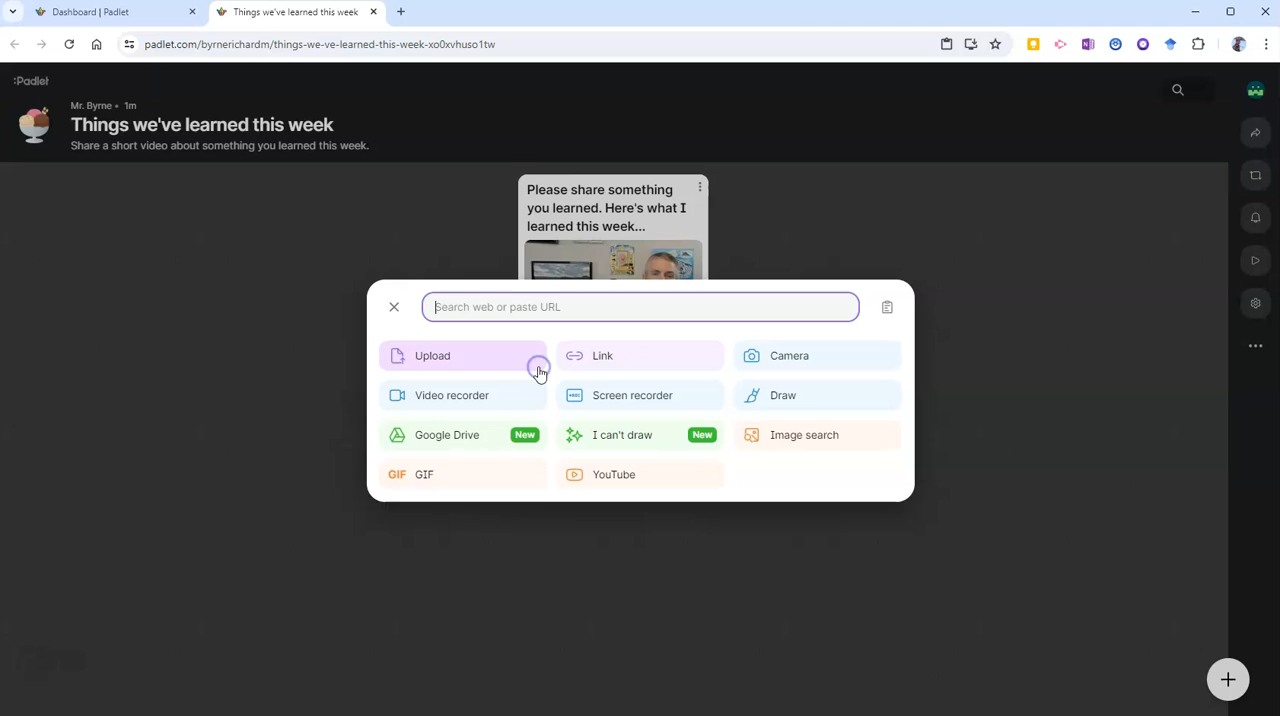 Dashboard | Padlet
Things we've learned this week
padlet.com/byrnerichardm/things-we-ve-learned-this-week-xo0xvhuso1tw
:Padlet
Mr. Byrne • 1m
Things we've learned this week
Share a short video about something you learned this week.
Please share something
you learned. Here's what I
learned this week...
Search web or paste URL
Upload
Link
Camera
Video recorder
Screen recorder
Draw
Google Drive New
I can't draw New
Image search
GIF GIF
YouTube